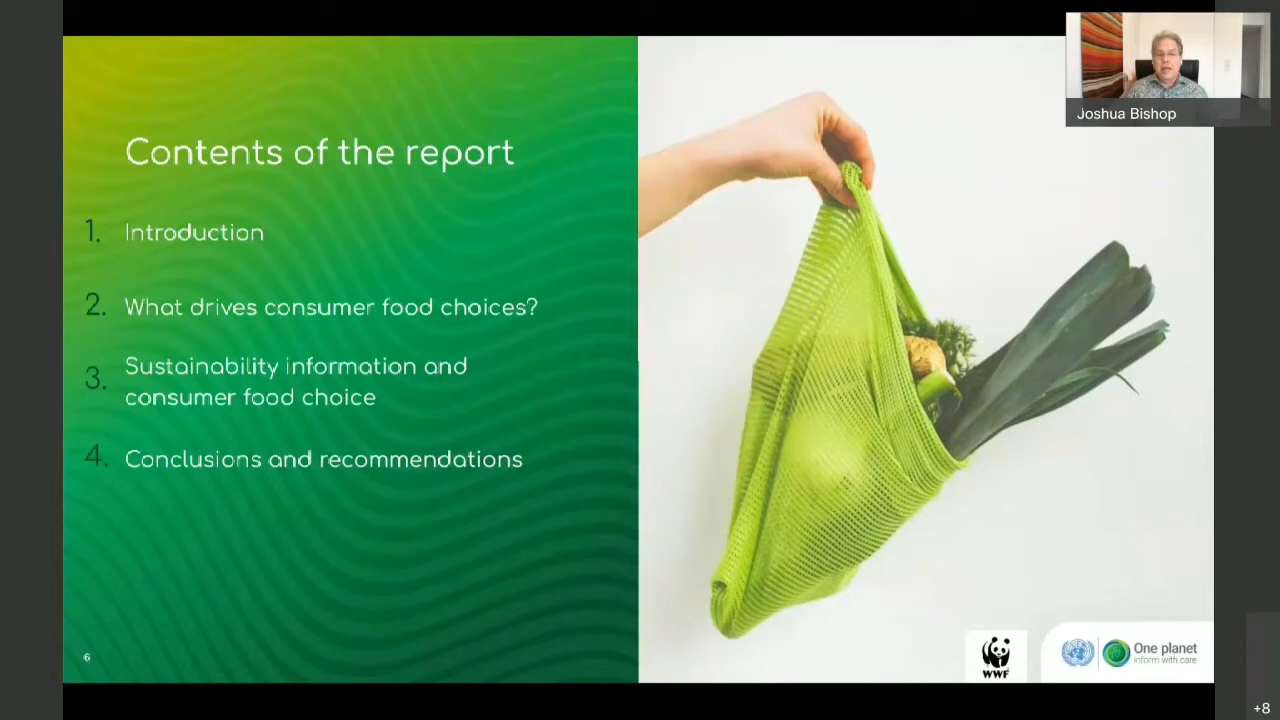 Joshua Bishop
Contents of the report
1. Introduction
2. What drives consumer food choices?
3. Sustainability information and
consumer food choice
4. Conclusions and recommendations
6
WWF
One planet
inform with care
+8